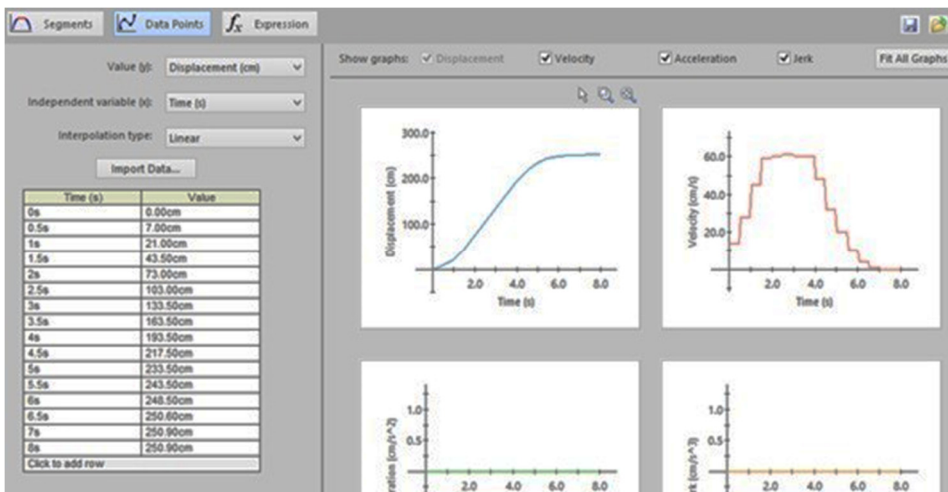 Segments Data Points fx Expression
Value (y): Displacement (cm)
Independent variable (x): Time (s)
Interpolation type: Linear
Import Data...
Time (s) Value
0s 0.00cm
0.5s 7.00cm
1s 21.00cm
1.5s 43.50cm
2s 73.00cm
2.5s 103.00cm
3s 133.50cm
3.5s 163.50cm
4s 193.50cm
4.5s 217.50cm
5s 233.50cm
5.5s 243.50cm
6s 248.50cm
6.5s 250.60cm
7s 250.90cm
8s 250.90cm
Click to add row
Show graphs: Displacement Velocity Acceleration Jerk Fit All Graphs
Displacement (cm)
300.0
200.0
100.0
2.0 4.0 6.0 8.0
Time (s)
Velocity (cm/s)
60.0
40.0
20.0
2.0 4.0 6.0 8.0
Time (s)
ration (cm/s^2)
1.0
0.5
2.0 4.0 6.0 8.0
rk (cm/s^3)
1.0
0.5
2.0 4.0 6.0 8.0